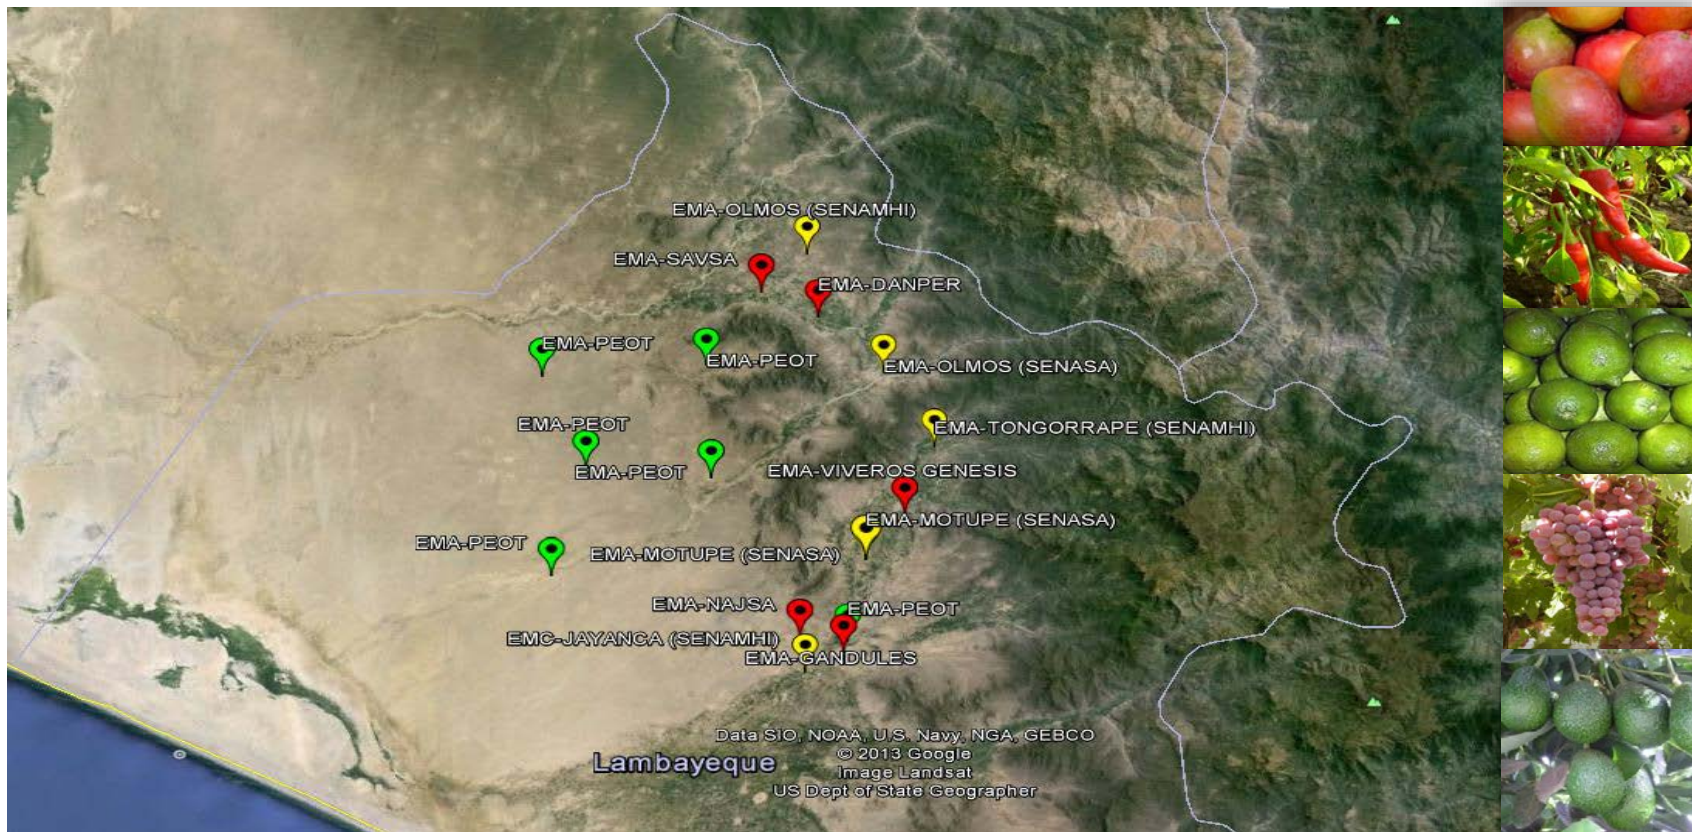 EMA-OLMOS (SENAMHI)
EMA-SAVSA
EMA-DANPER
EMA-PEOT
EMA-PEOT
EMA-OLMOS (SENASA)
EMA-PEOT
EMA-TONGORRAPE (SENAMHI)
EMA-PEOT
EMA-VIVEROS GENESIS
EMA-MOTUPE (SENASA)
EMA-PEOT
EMA-MOTUPE (SENASA)
EMA-NAJSA
EMA-PEOT
EMC-JAYANCA (SENAMHI)
EMA-GANDULES
Data SIO, NOAA, U.S. Navy, NGA, GEBCO
© 2013 Google
Image Landsat
US Dept of State Geographer
Lambayeque